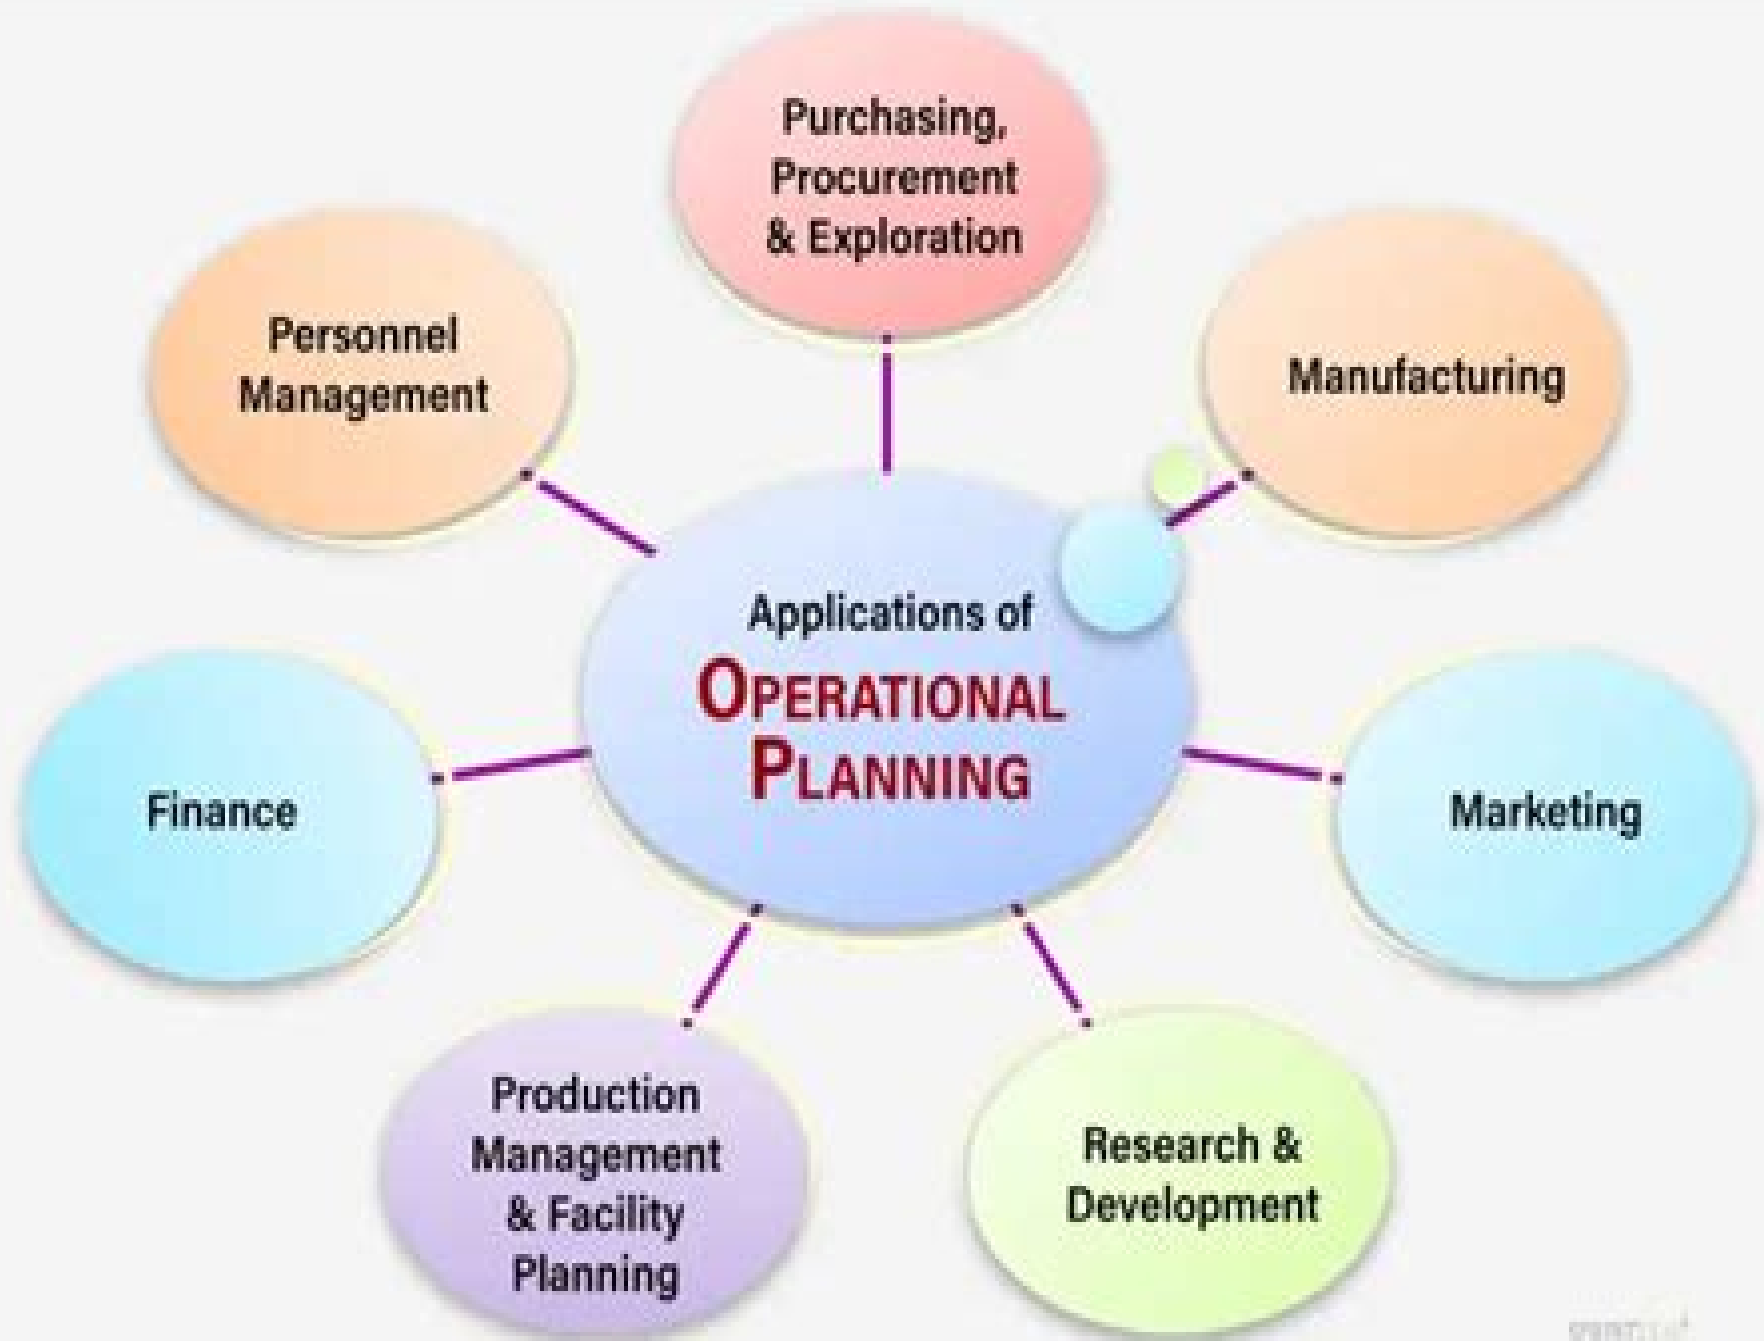 Purchasing,
Procurement
& Exploration
Personnel
Management
Manufacturing
Applications of
OPERATIONAL
PLANNING
Finance
Marketing
Production
Management
& Facility
Planning
Research &
Development